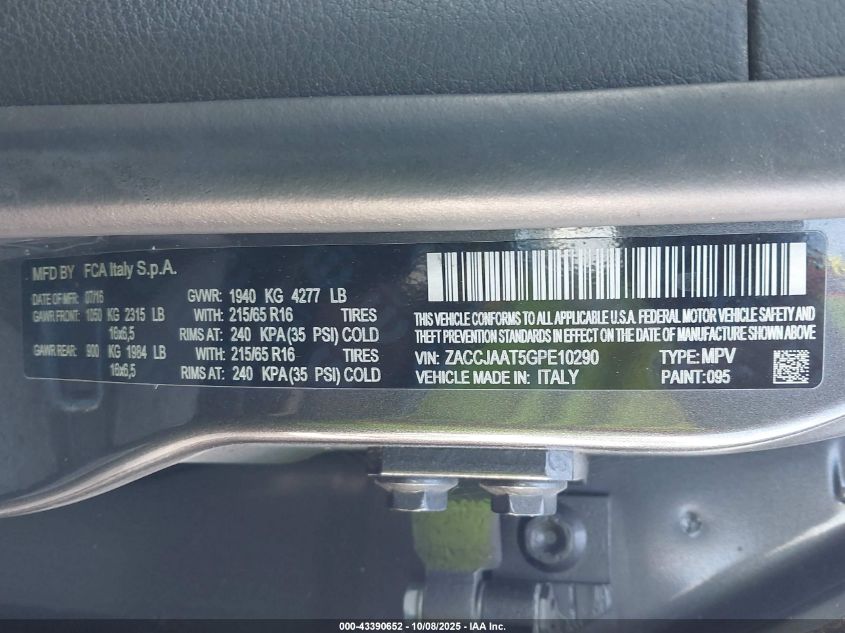 MFD BY FCA Italy S.p.A.
DATE OF MFR: 07/16 GVWR: 1940 KG 4277 LB
GAWR FRONT: 1050 KG 2315 LB WITH: 215/65 R16 TIRES
16x6,5 RIMS AT: 240 KPA (35 PSI) COLD
GAWR REAR: 900 KG 1984 LB WITH: 215/65 R16 TIRES
16x6,5 RIMS AT: 240 KPA (35 PSI) COLD
THIS VEHICLE CONFORMS TO ALL APPLICABLE U.S.A. FEDERAL MOTOR VEHICLE SAFETY AND
THEFT PREVENTION STANDARDS IN EFFECT ON THE DATE OF MANUFACTURE SHOWN ABOVE.
VIN: ZACCJAAT5GPE10290 TYPE: MPV
VEHICLE MADE IN: ITALY PAINT: 095
000-43390652 - 10/08/2025 - IAA Inc.